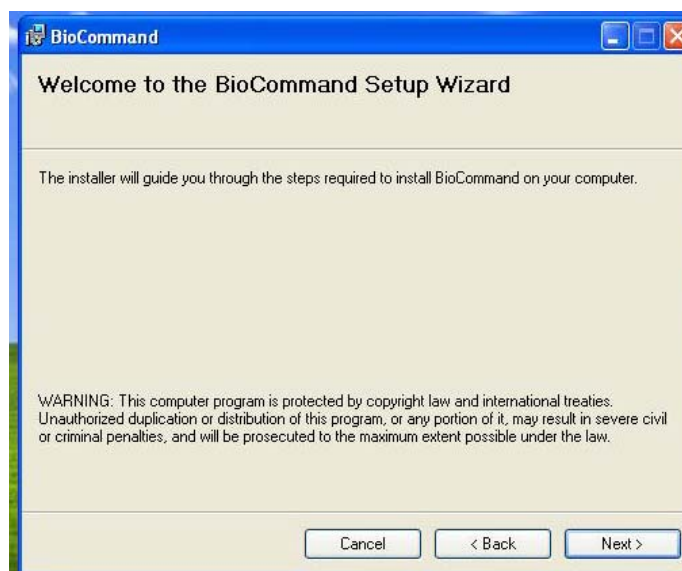 BioCommand
Welcome to the BioCommand Setup Wizard
The installer will guide you through the steps required to install BioCommand on your computer.
WARNING: This computer program is protected by copyright law and international treaties.
Unauthorized duplication or distribution of this program, or any portion of it, may result in severe civil
or criminal penalties, and will be prosecuted to the maximum extent possible under the law.
Cancel < Back Next >